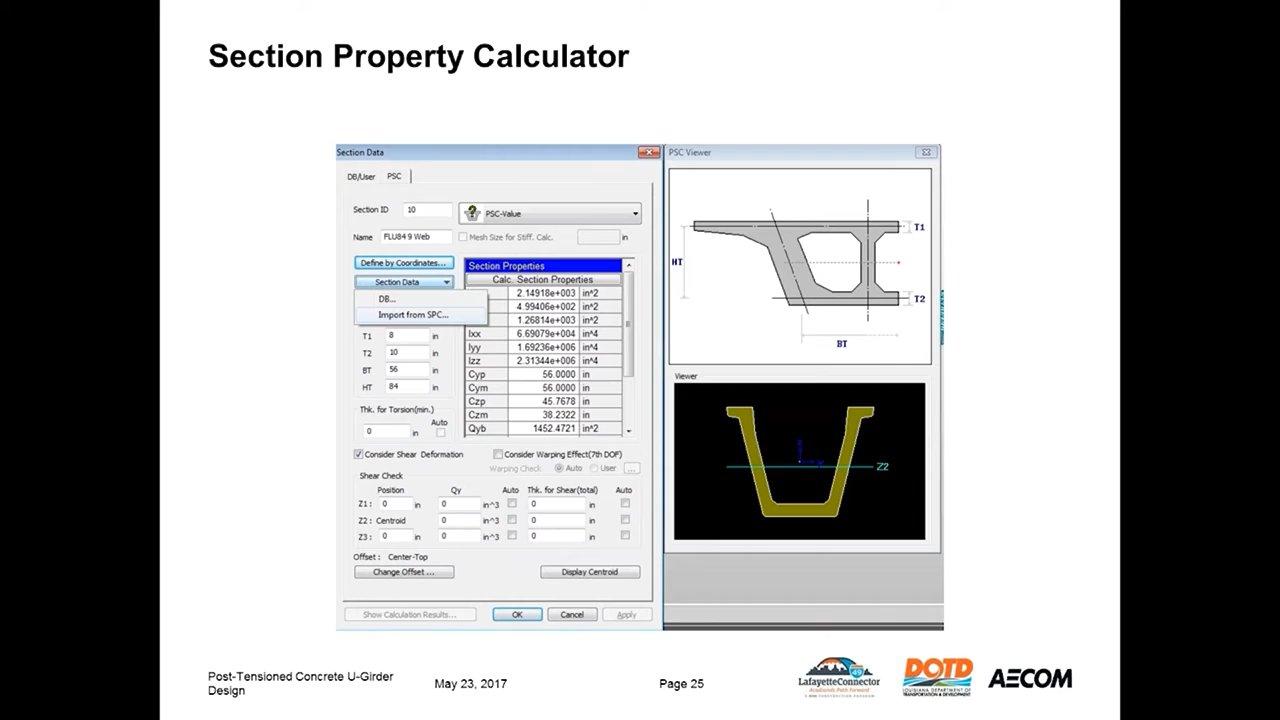 Section Property Calculator
Section Data
PSC Viewer
DB/User PSC
Section ID 10 PSC-Value
Name FLU84 9 Web Mesh Size for Stiff. Calc. in
Define by Coordinates...
Section Data
DB...
Import from SPC...
T1 8 in
T2 10 in
BT 56 in
HT 84 in
Thk. for Torsion(min.)
Auto
0 in
Section Properties
Calc. Section Properties
2.14918e+003 in^2
4.99406e+002 in^2
1.26814e+003 in^2
Ixx 6.69079e+004 in^4
Iyy 1.69236e+006 in^4
Izz 2.31344e+006 in^4
Cyp 56.0000 in
Cym 56.0000 in
Czp 45.7678 in
Czm 38.2322 in
Qyb 1452.4721 in^2
Consider Shear Deformation Consider Warping Effect(7th DOF)
Warping Check Auto User ...
Shear Check
Position Qy Auto Thk. for Shear(total) Auto
Z1 : 0 in 0 in^3 0 in
Z2 : Centroid 0 in^3 0 in
Z3 : 0 in 0 in^3 0 in
Offset : Center-Top
Change Offset ... Display Centroid
Show Calculation Results... OK Cancel Apply
T1
HT
T2
BT
Viewer
Z2
Post-Tensioned Concrete U-Girder
Design
May 23, 2017
Page 25
49
LafayetteConnector
Acadiana's Path Forward
DOTD
LOUISIANA DEPARTMENT OF
TRANSPORTATION & DEVELOPMENT
AECOM